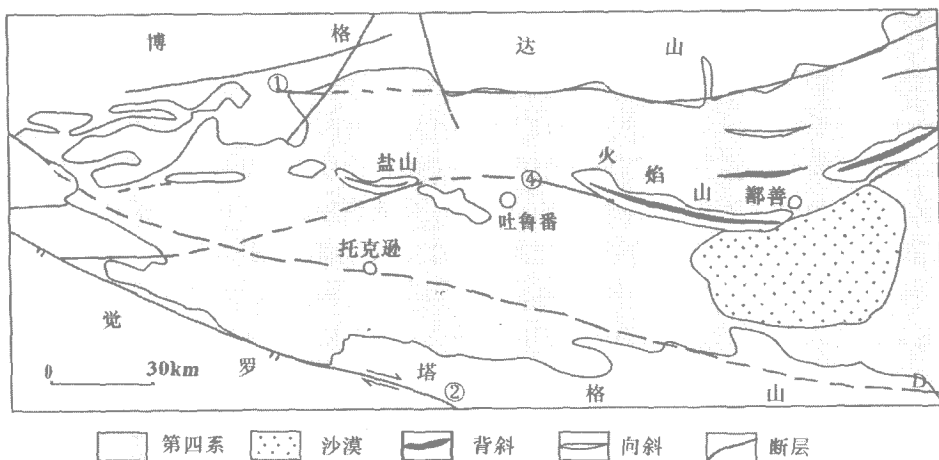 博 格 达 山
①
盐山
火 焰 山
④
鄯善
吐鲁番
托克逊
觉 罗 塔 格 山
0 30km
②
D
第四系 沙漠 背斜 向斜 断层